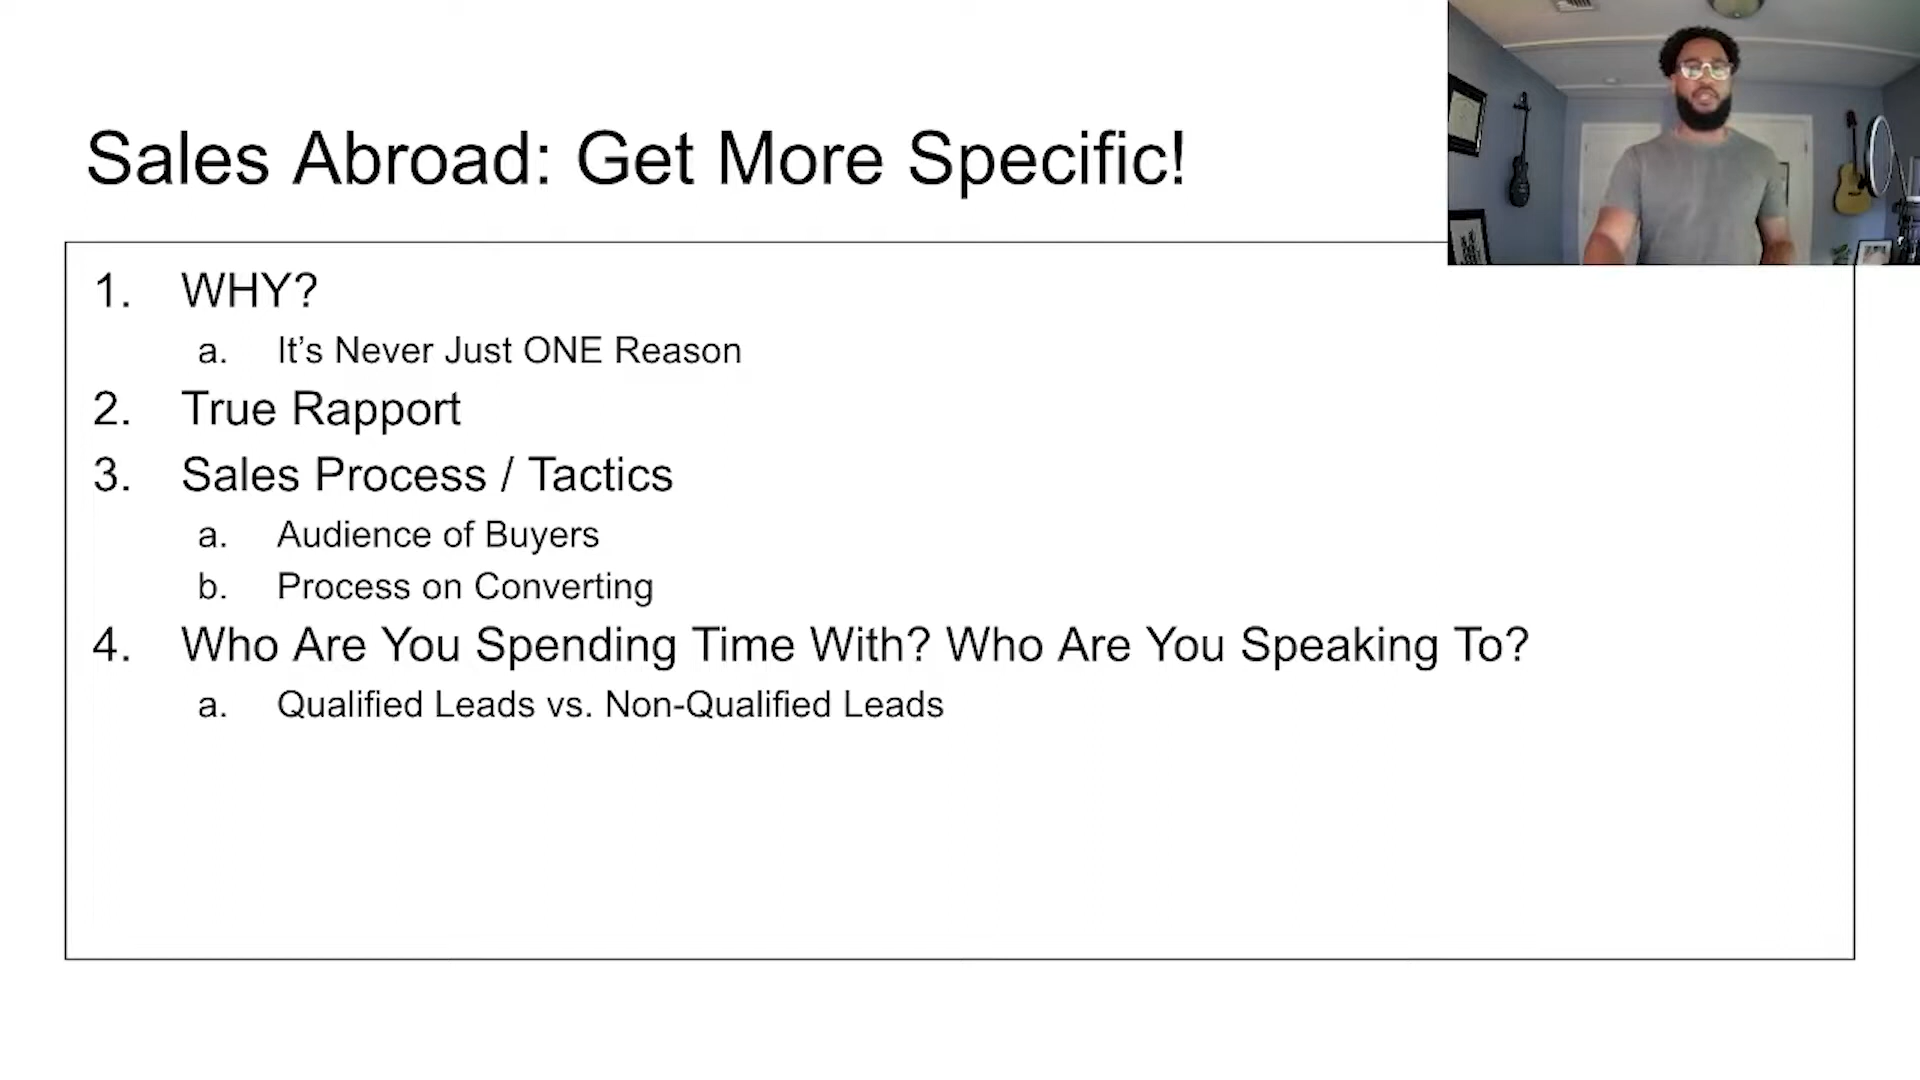 Sales Abroad: Get More Specific!
1. WHY?
a. It’s Never Just ONE Reason
2. True Rapport
3. Sales Process / Tactics
a. Audience of Buyers
b. Process on Converting
4. Who Are You Spending Time With? Who Are You Speaking To?
a. Qualified Leads vs. Non-Qualified Leads